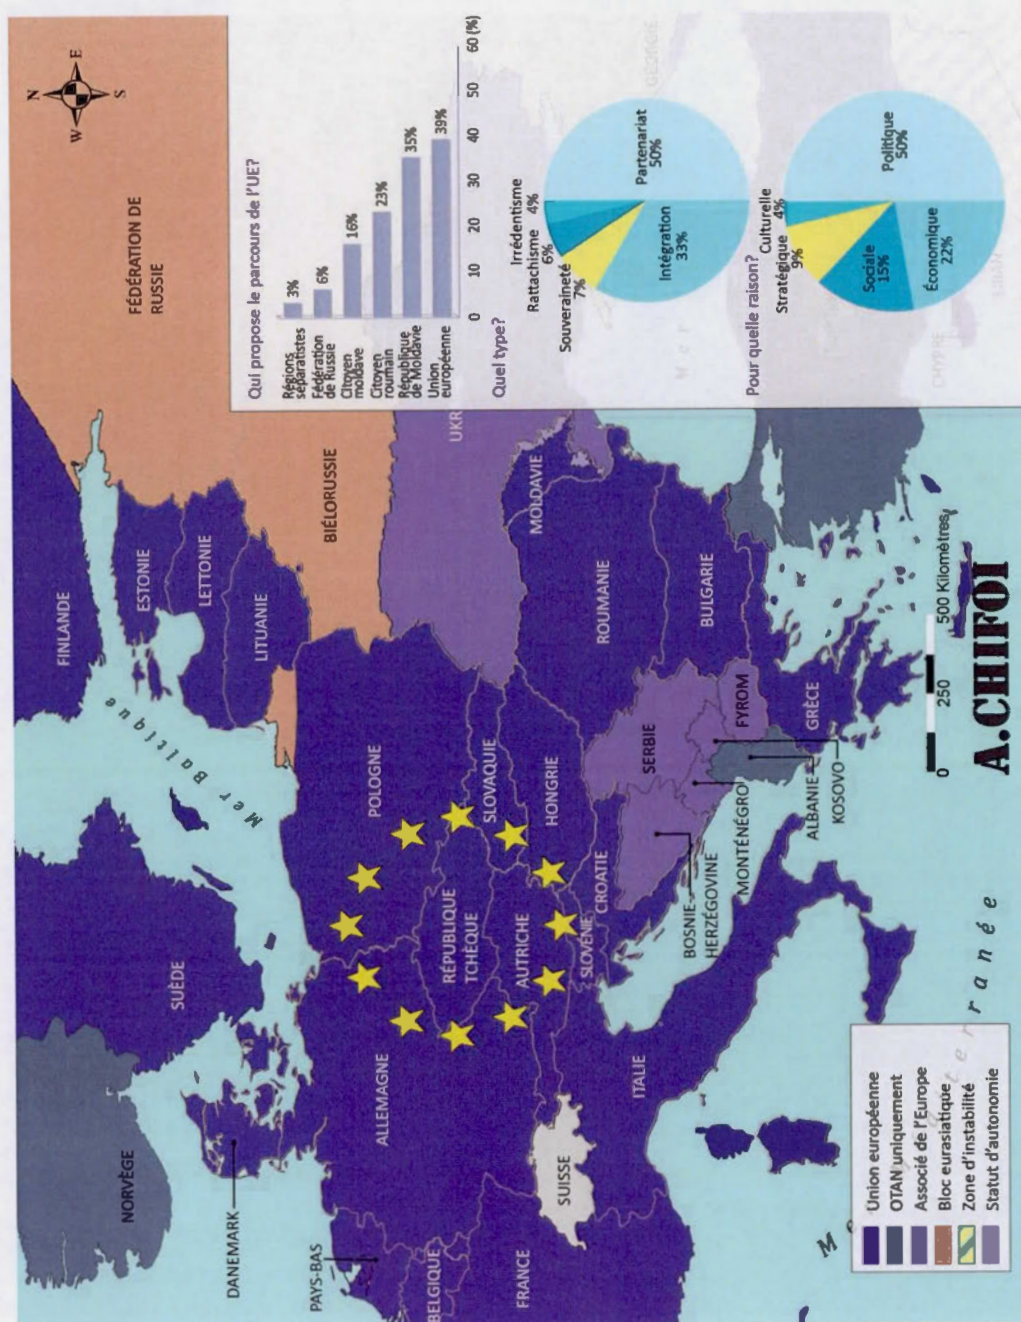 N
W
E
S
FÉDÉRATION DE
RUSSIE
FINLANDE
ESTONIE
LETTONIE
LITUANIE
BIÉLORUSSIE
UKR
MOLDAVIE
ROUMANIE
BULGARIE
SUÈDE
NORVÈGE
DANEMARK
Mer Baltique
POLOGNE
SLOVAQUIE
HONGRIE
RÉPUBLIQUE
TCHÈQUE
AUTRICHE
SLOVÉNIE
CROATIE
ALLEMAGNE
PAYS-BAS
BELGIQUE
FRANCE
SUISSE
ITALIE
SERBIE
FYROM
GRÈCE
BOSNIE-
HERZÉGOVINE
MONTÉNÉGRO
ALBANIE
KOSOVO
Qui propose le parcours de l'UE?
Régions
séparatistes
3%
Fédération
de Russie
6%
Citoyen
moldave
16%
Citoyen
roumain
23%
République
de Moldavie
35%
Union
européenne
39%
0 10 20 30 40 50 60 (%)
Quel type?
Irrédentisme
4%
Rattachisme
6%
Souveraineté
7%
Intégration
33%
Partenariat
50%
Pour quelle raison?
Culturelle
4%
Stratégique
9%
Sociale
15%
Économique
22%
Politique
50%
GÉORGIE
CHYPRE
LIBAN
Union européenne
OTAN uniquement
Associé de l'Europe
Bloc eurasiatique
Zone d'instabilité
Statut d'autonomie
0 250 500 Kilomètres
A.CHIFOI